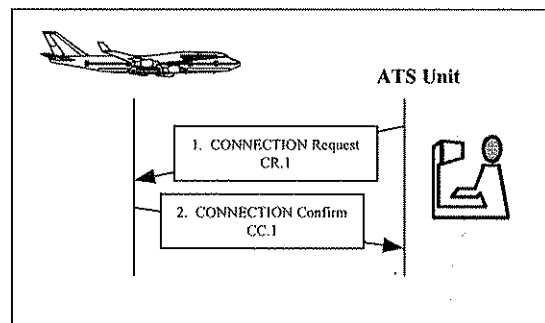 ATS Unit
1. CONNECTION Request
CR.1
2. CONNECTION Confirm
CC.1